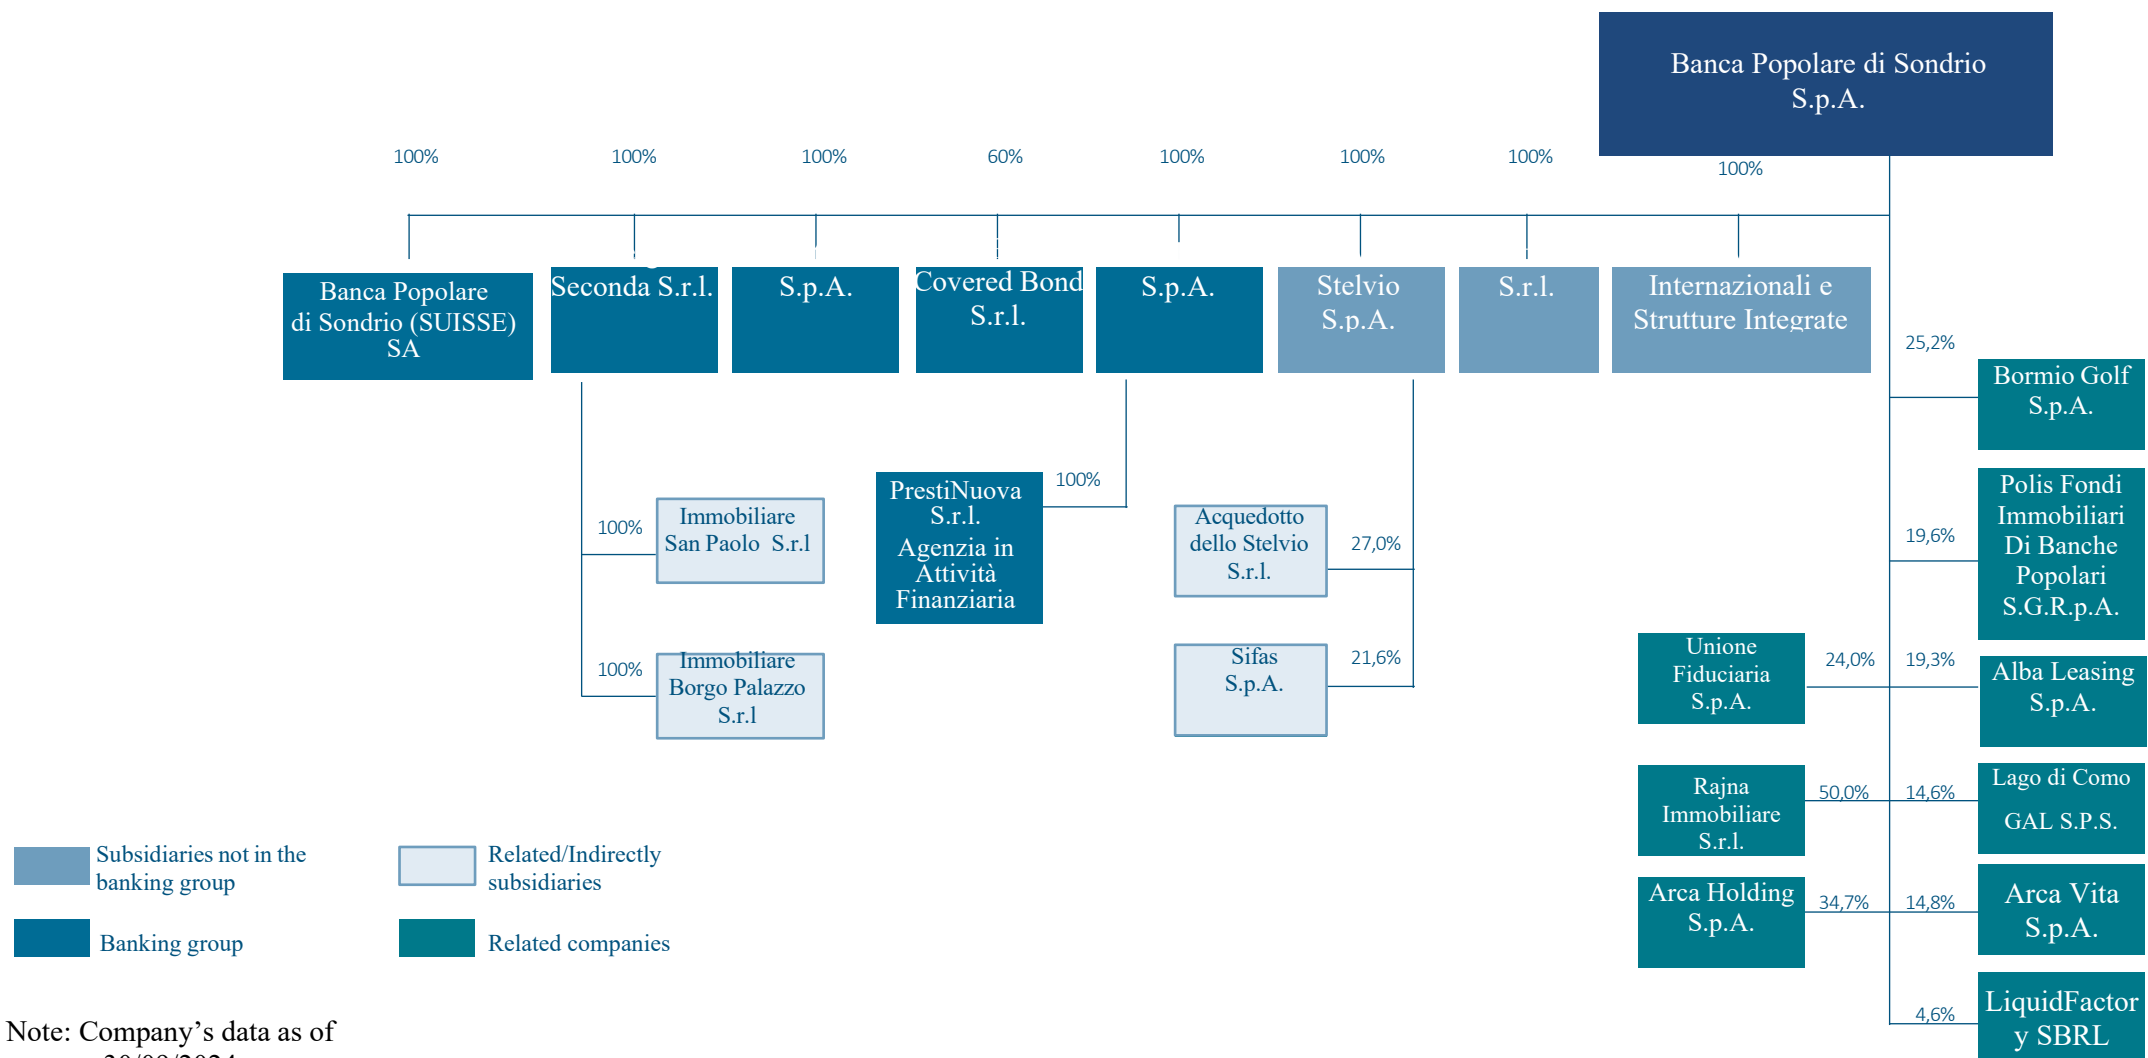 Banca Popolare di Sondrio
S.p.A.
100%
100%
100%
60%
100%
100%
100%
100%
Banca Popolare
di Sondrio (SUISSE)
SA
Seconda S.r.l.
S.p.A.
Covered Bond
S.r.l.
S.p.A.
Stelvio
S.p.A.
S.r.l.
Internazionali e
Strutture Integrate
25,2%
Bormio Golf
S.p.A.
100%
Immobiliare
San Paolo S.r.l
100%
Immobiliare
Borgo Palazzo
S.r.l
PrestiNuova
S.r.l.
Agenzia in
Attività
Finanziaria
100%
Acquedotto
dello Stelvio
S.r.l.
27,0%
Sifas
S.p.A.
21,6%
19,6%
Polis Fondi
Immobiliari
Di Banche
Popolari
S.G.R.p.A.
Unione
Fiduciaria
S.p.A.
24,0%
19,3%
Alba Leasing
S.p.A.
Rajna
Immobiliare
S.r.l.
50,0%
14,6%
Lago di Como
GAL S.P.S.
Arca Holding
S.p.A.
34,7%
14,8%
Arca Vita
S.p.A.
4,6%
LiquidFactor
y SBRL
Subsidiaries not in the
banking group
Related/Indirectly
subsidiaries
Banking group
Related companies
Note: Company’s data as of
30/09/2024